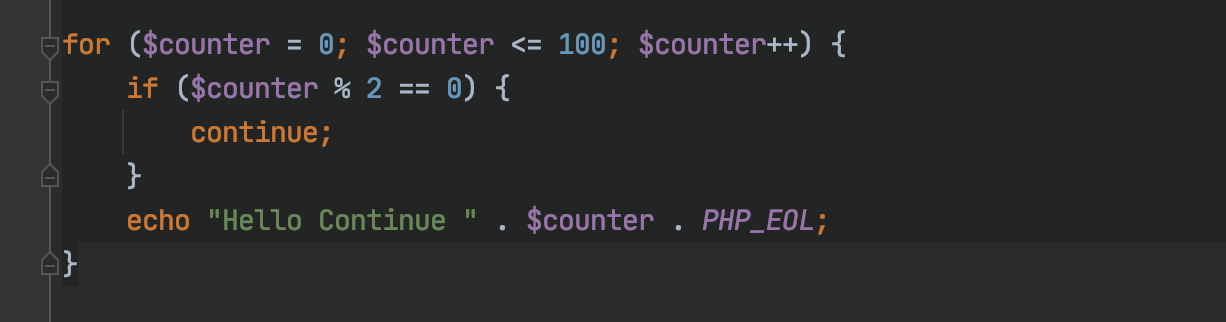 for ($counter = 0; $counter <= 100; $counter++) {
    if ($counter % 2 == 0) {
        continue;
    }
    echo "Hello Continue " . $counter . PHP_EOL;
}